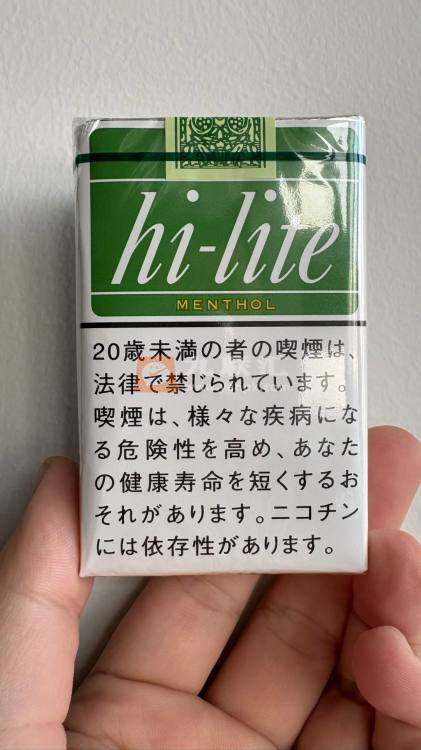 hi-lite
MENTHOL
20歳未満の者の喫煙は、
法律で禁じられています。
喫煙は、様々な疾病にな
る危険性を高め、あなた
の健康寿命を短くするお
それがあります。ニコチン
には依存性があります。